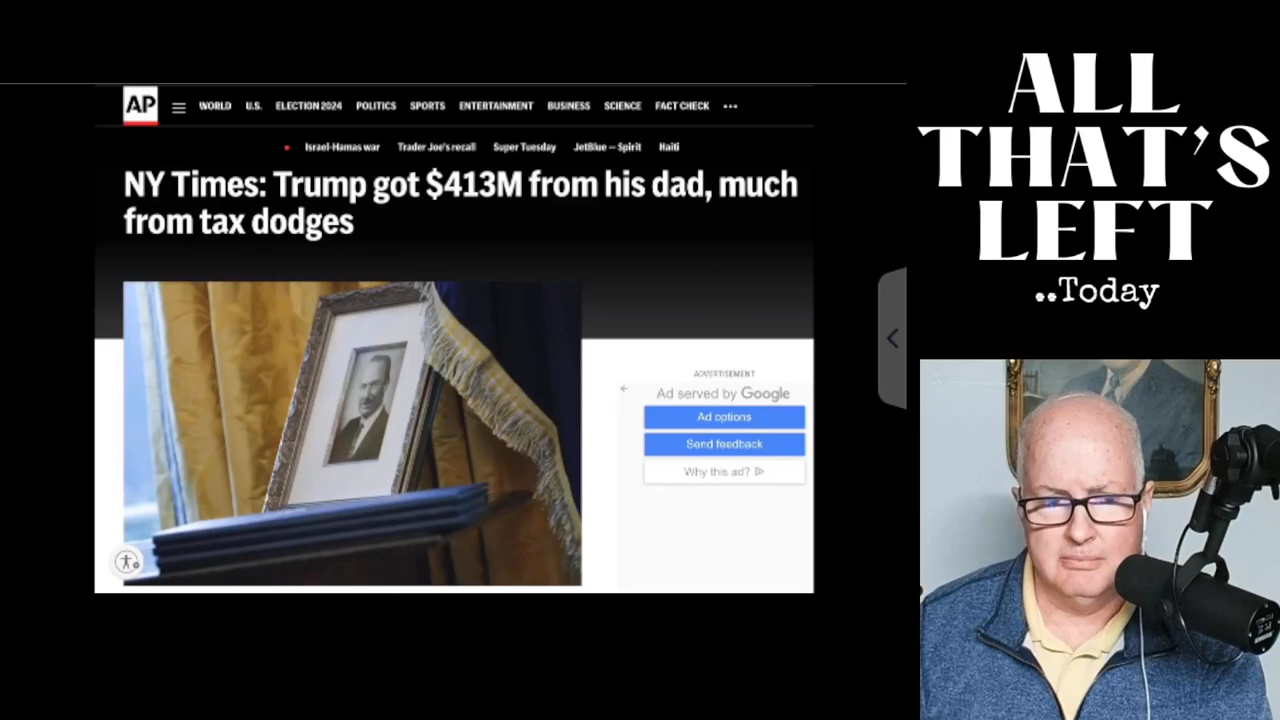 AP
WORLD U.S. ELECTION 2024 POLITICS SPORTS ENTERTAINMENT BUSINESS SCIENCE FACT CHECK ...
Israel-Hamas war Trader Joe's recall Super Tuesday JetBlue — Spirit Haiti
NY Times: Trump got $413M from his dad, much
from tax dodges
ADVERTISEMENT
Ad served by Google
Ad options
Send feedback
Why this ad?
ALL
THAT'S
LEFT
..Today